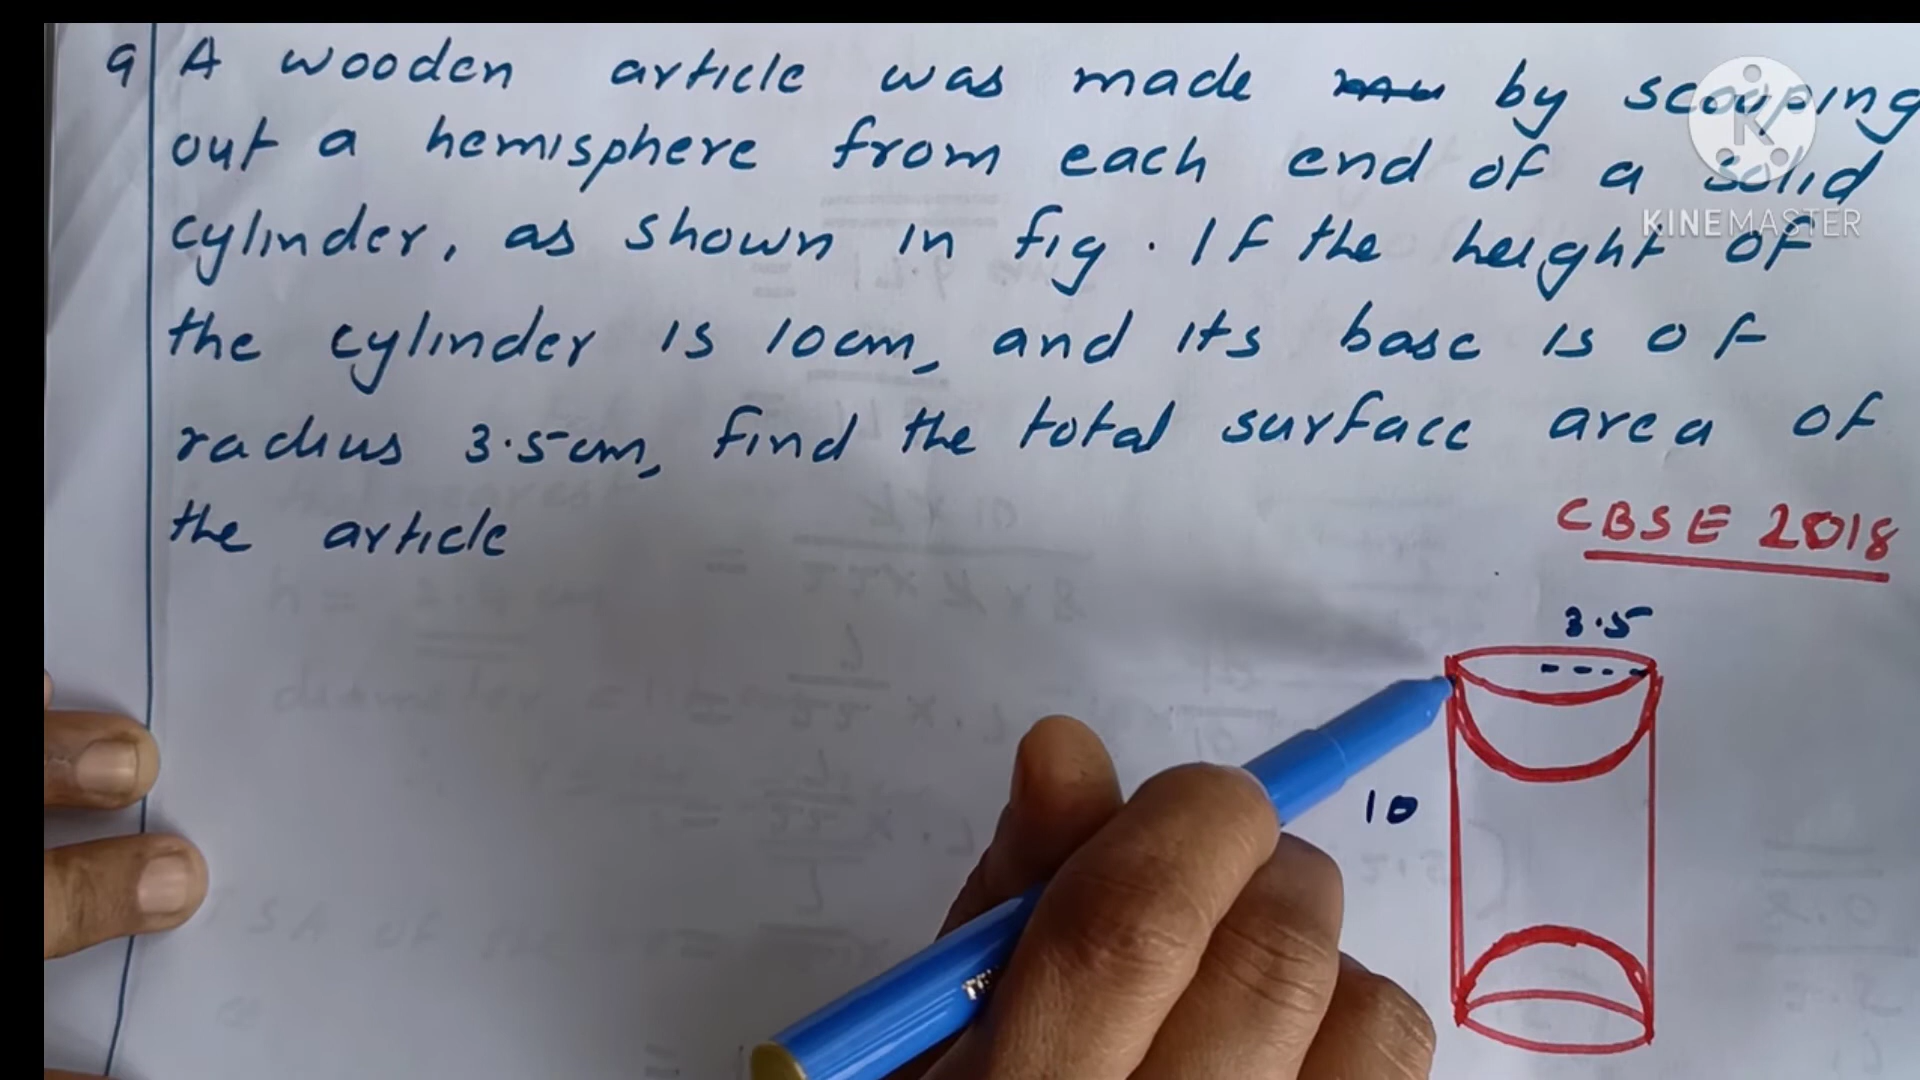 9 A wooden article was made by scouping
out a hemisphere from each end of a solid
cylinder, as shown in fig. If the height of
the cylinder is 10cm, and its base is of
radius 3.5cm, find the total surface area of
the article
CBSE 2018
3.5
10
KINEMASTER